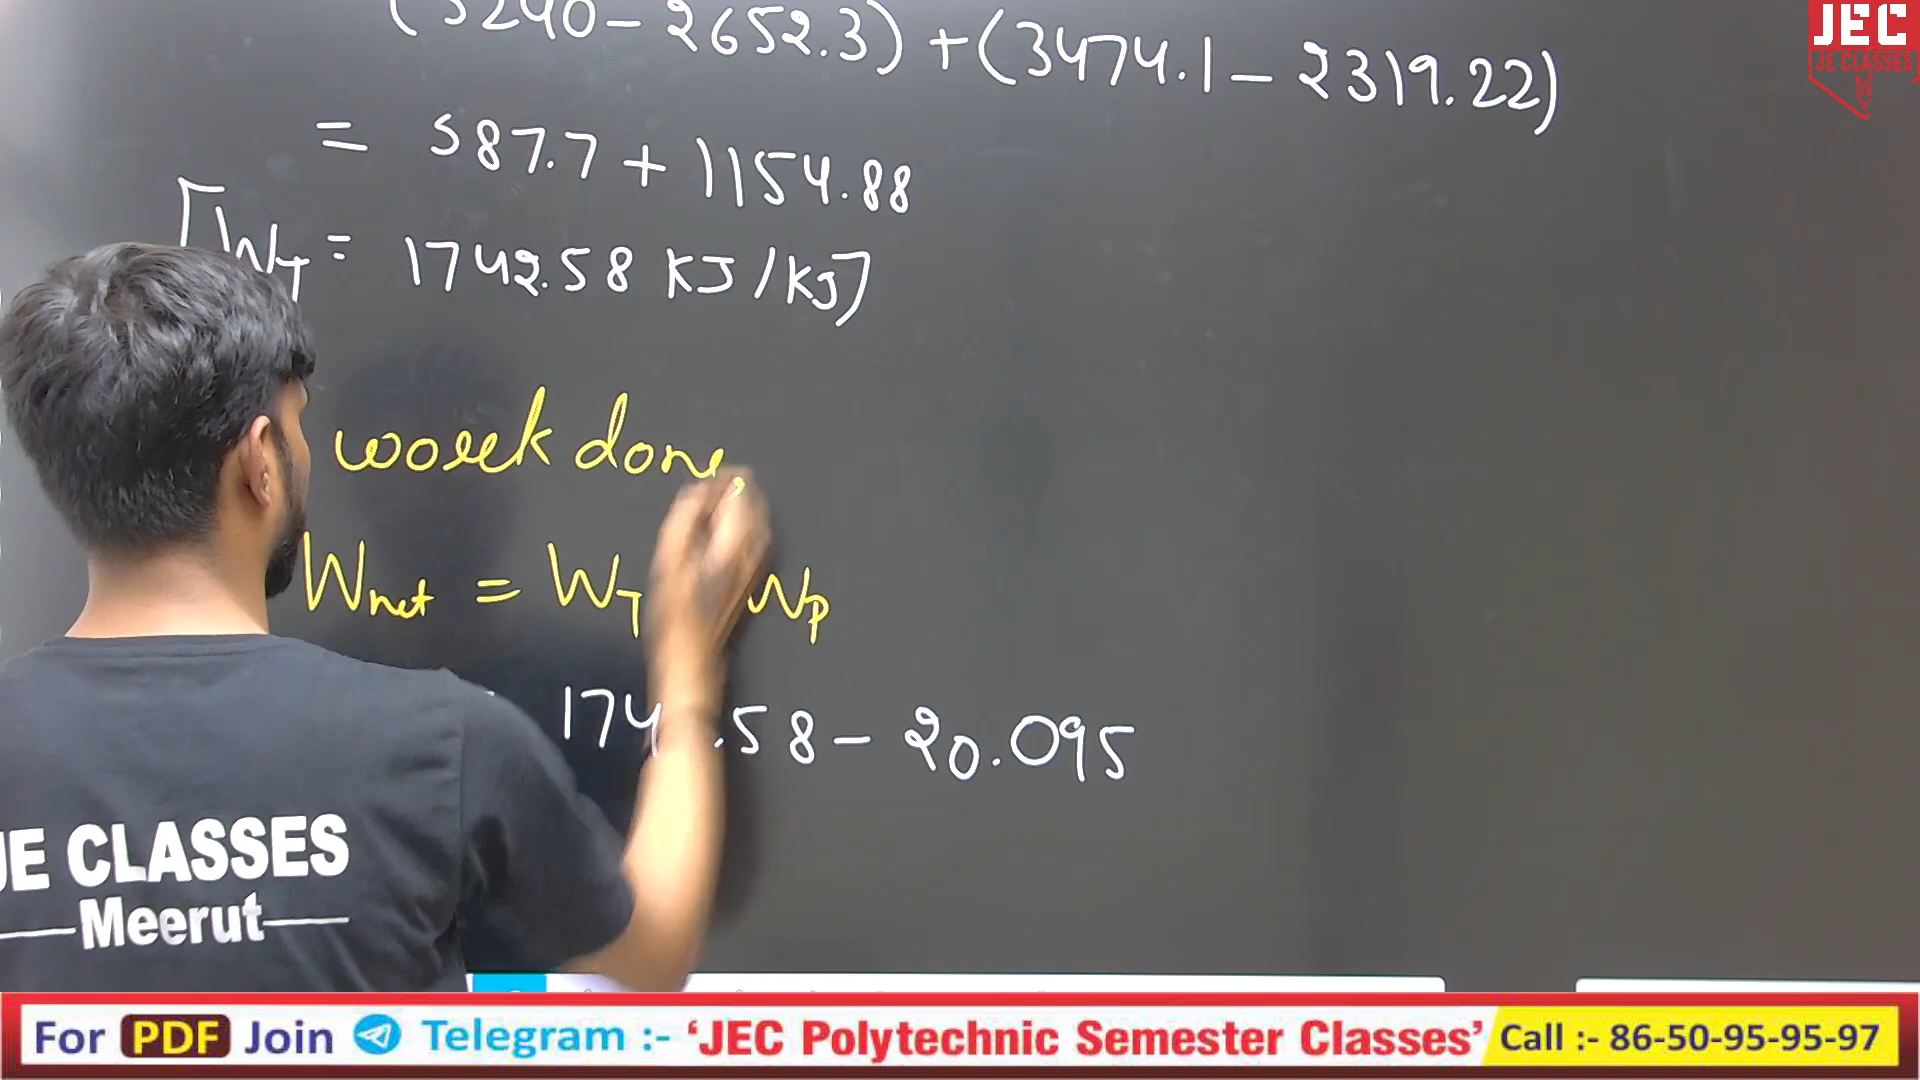 (3240 - 2652.3) + (3474.1 - 2319.22)
= 587.7 + 1154.88
WT = 1742.58 KJ/KJ
work done,
Wnet = WT Wp
174 .58 - 20.095
JE CLASSES
Meerut
JEC
JE CLASSES
For PDF Join Telegram :- 'JEC Polytechnic Semester Classes'
Call :- 86-50-95-95-97